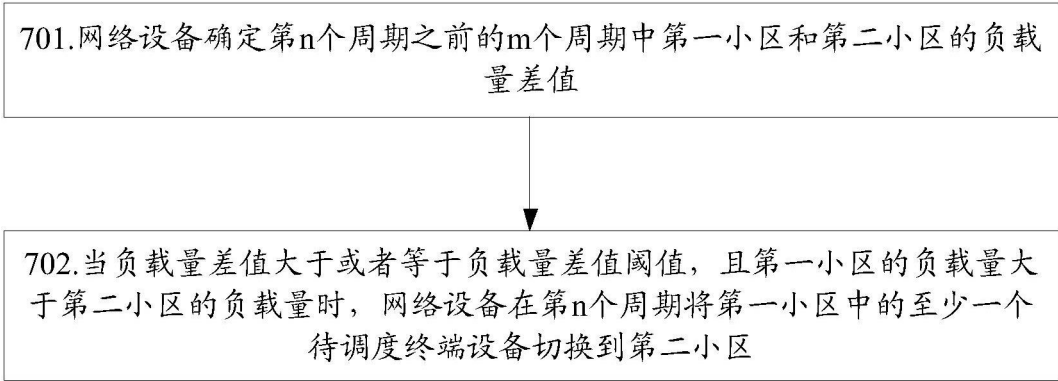 701.网络设备确定第n个周期之前的m个周期中第一小区和第二小区的负载
量差值
702.当负载量差值大于或者等于负载量差值阈值，且第一小区的负载量大
于第二小区的负载量时，网络设备在第n个周期将第一小区中的至少一个
待调度终端设备切换到第二小区